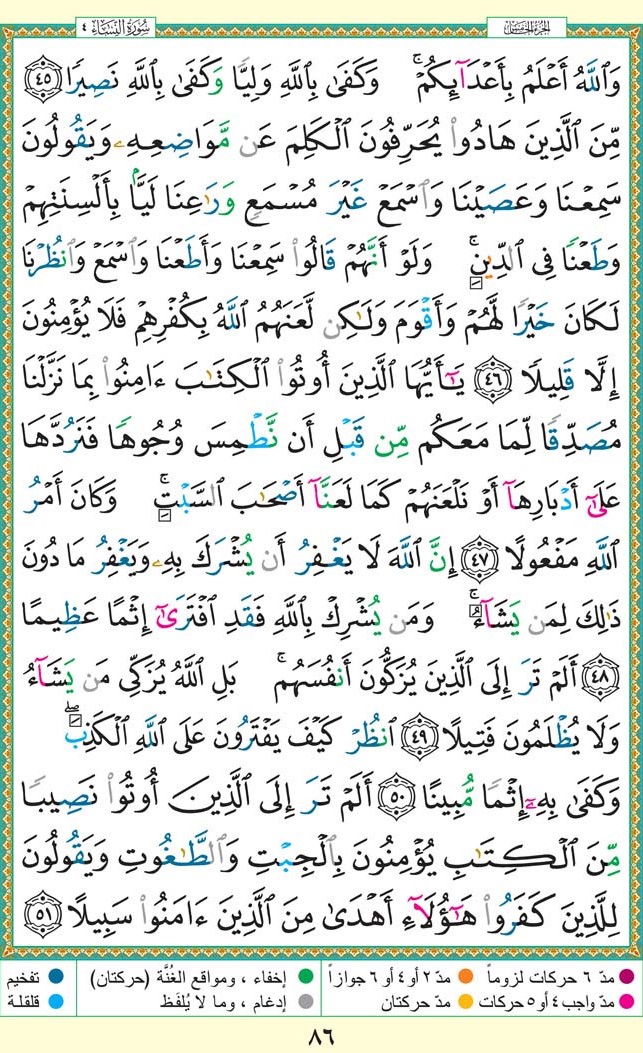 سُورَةُ النِّسَاءِ ٤
الجُزْءُ الخَامِسُ
وَٱللَّهُ أَعْلَمُ بِأَعْدَآئِكُمْ ۚ وَكَفَىٰ بِٱللَّهِ وَلِيًّا وَكَفَىٰ بِٱللَّهِ نَصِيرًا ﴿٤٥﴾
مِّنَ ٱلَّذِينَ هَادُوا۟ يُحَرِّفُونَ ٱلْكَلِمَ عَن مَّوَاضِعِهِۦ وَيَقُولُونَ
سَمِعْنَا وَعَصَيْنَا وَٱسْمَعْ غَيْرَ مُسْمَعٍ وَرَٰعِنَا لَيًّۢا بِأَلْسِنَتِهِمْ
وَطَعْنًا فِى ٱلدِّينِ ۚ وَلَوْ أَنَّهُمْ قَالُوا۟ سَمِعْنَا وَأَطَعْنَا وَٱسْمَعْ وَٱنظُرْنَا
لَكَانَ خَيْرًا لَّهُمْ وَأَقْوَمَ وَلَٰكِن لَّعَنَهُمُ ٱللَّهُ بِكُفْرِهِمْ فَلَا يُؤْمِنُونَ
إِلَّا قَلِيلًا ﴿٤٦﴾ يَٰٓأَيُّهَا ٱلَّذِينَ أُوتُوا۟ ٱلْكِتَٰبَ ءَامِنُوا۟ بِمَا نَزَّلْنَا
مُصَدِّقًا لِّمَا مَعَكُم مِّن قَبْلِ أَن نَّطْمِسَ وُجُوهًا فَنَرُدَّهَا
عَلَىٰٓ أَدْبَارِهَآ أَوْ نَلْعَنَهُمْ كَمَا لَعَنَّآ أَصْحَٰبَ ٱلسَّبْتِ ۚ وَكَانَ أَمْرُ
ٱللَّهِ مَفْعُولًا ﴿٤٧﴾ إِنَّ ٱللَّهَ لَا يَغْفِرُ أَن يُشْرَكَ بِهِۦ وَيَغْفِرُ مَا دُونَ
ذَٰلِكَ لِمَن يَشَآءُ ۚ وَمَن يُشْرِكْ بِٱللَّهِ فَقَدِ ٱفْتَرَىٰٓ إِثْمًا عَظِيمًا
﴿٤٨﴾ أَلَمْ تَرَ إِلَى ٱلَّذِينَ يُزَكُّونَ أَنفُسَهُم ۚ بَلِ ٱللَّهُ يُزَكِّى مَن يَشَآءُ
وَلَا يُظْلَمُونَ فَتِيلًا ﴿٤٩﴾ ٱنظُرْ كَيْفَ يَفْتَرُونَ عَلَى ٱللَّهِ ٱلْكَذِبَ ۖ
وَكَفَىٰ بِهِۦٓ إِثْمًا مُّبِينًا ﴿٥٠﴾ أَلَمْ تَرَ إِلَى ٱلَّذِينَ أُوتُوا۟ نَصِيبًا
مِّنَ ٱلْكِتَٰبِ يُؤْمِنُونَ بِٱلْجِبْتِ وَٱلطَّٰغُوتِ وَيَقُولُونَ
لِلَّذِينَ كَفَرُوا۟ هَٰٓؤُلَآءِ أَهْدَىٰ مِنَ ٱلَّذِينَ ءَامَنُوا۟ سَبِيلًا ﴿٥١﴾
مدّ ٦ حركات لزوماً
مدّ ٢ أو ٤ أو ٦ جوازاً
إخفاء ، ومواقع الغُنَّة (حركتان)
تفخيم
مدّ واجب ٤ أو ٥ حركات
مدّ حركتان
إدغام ، وما لا يُلفَظ
قلقلة
٨٦